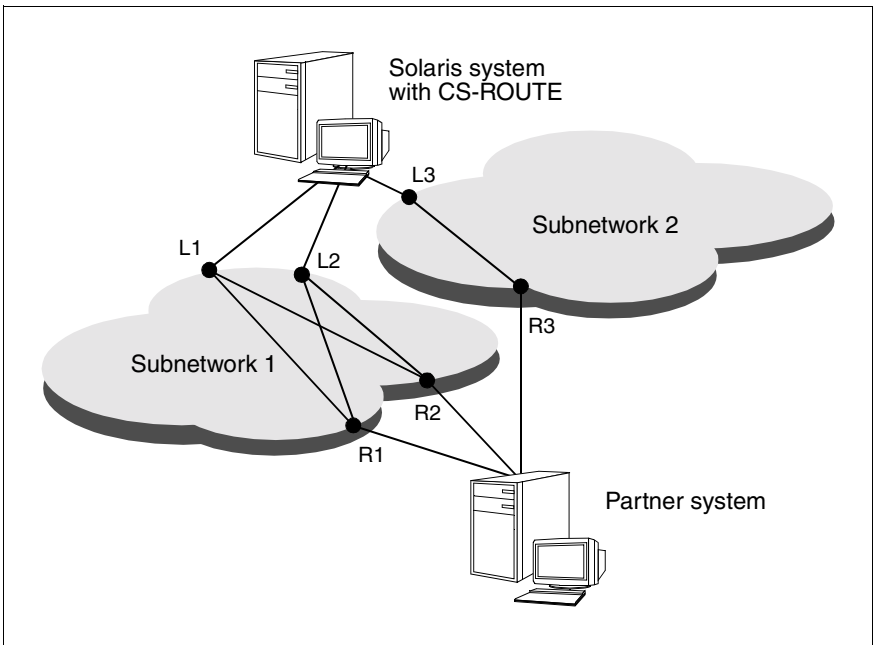 Solaris system
with CS-ROUTE
L3
Subnetwork 2
L1
L2
R3
Subnetwork 1
R2
R1
Partner system